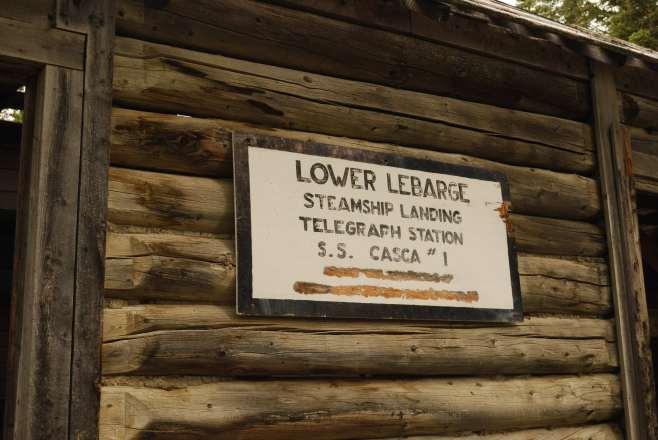 LOWER LEBARGE
STEAMSHIP LANDING
TELEGRAPH STATION
S.S. CASCA #1